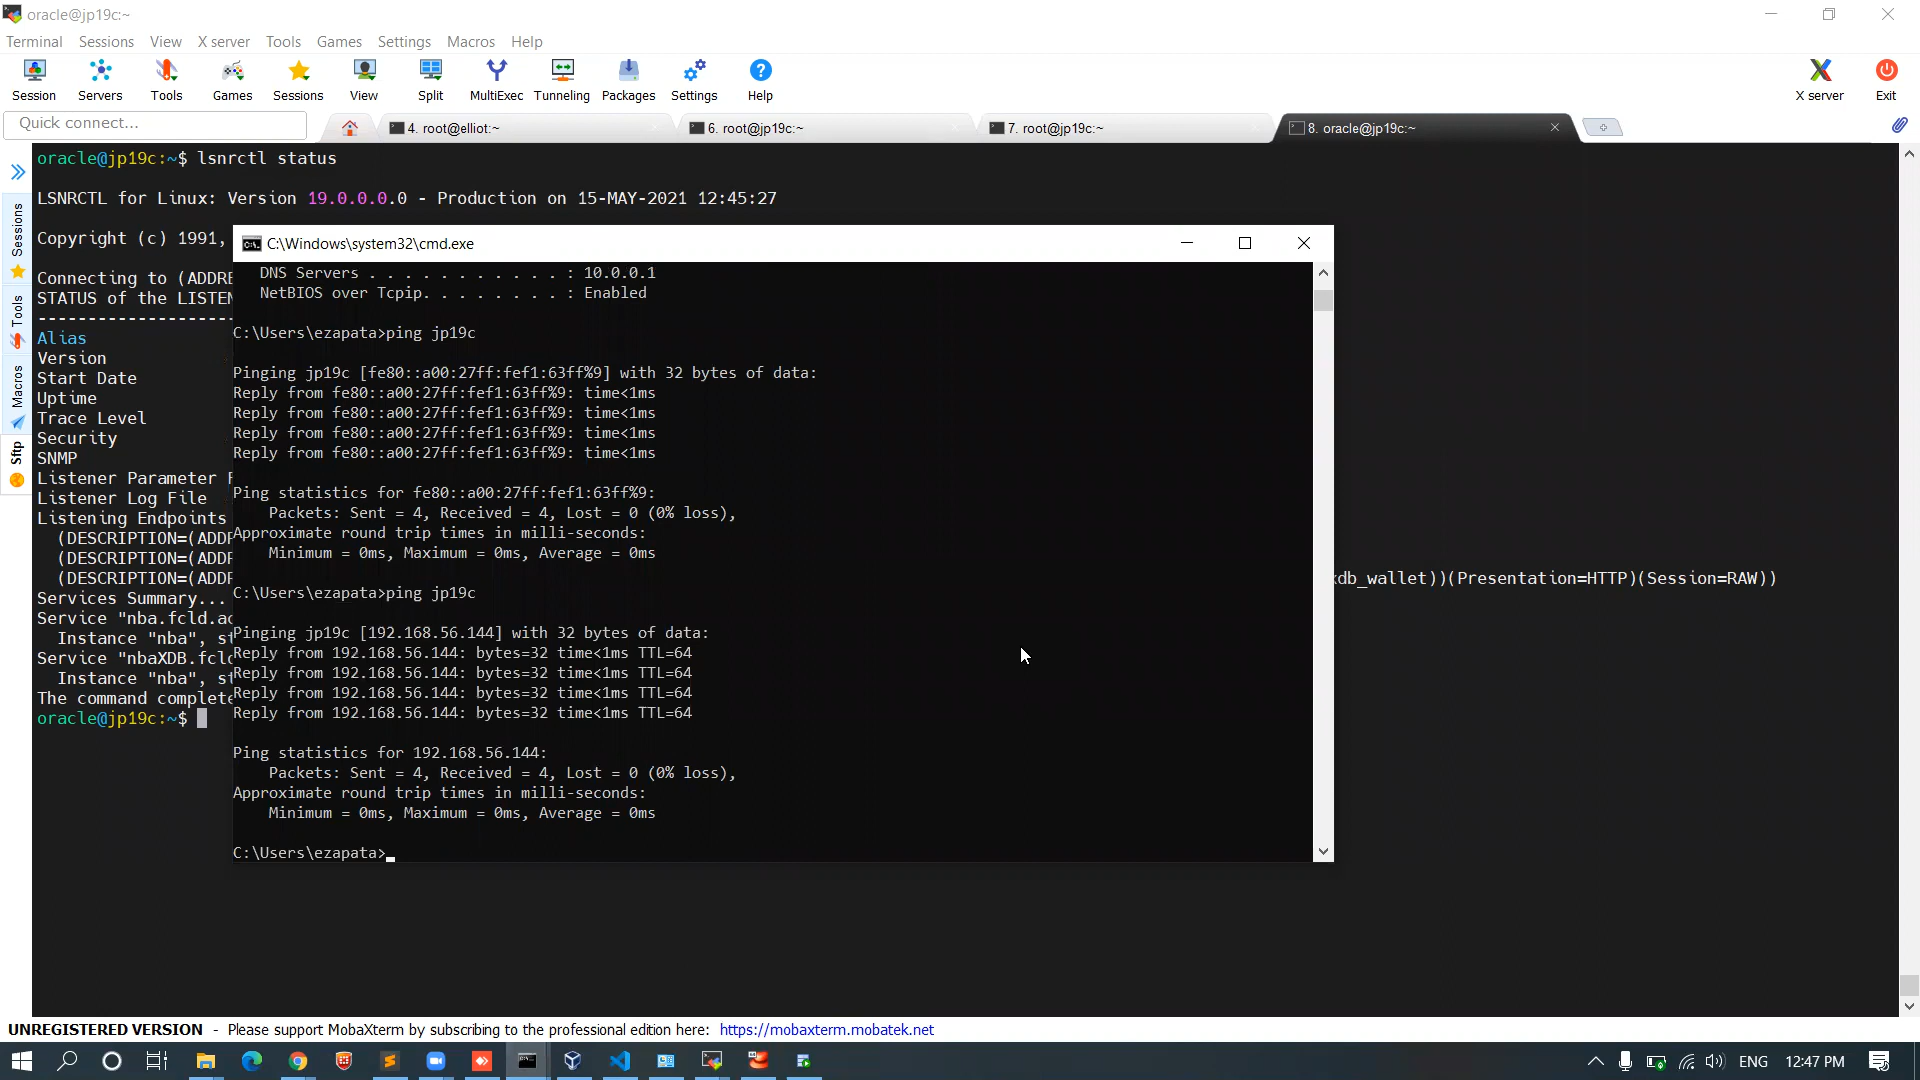 oracle@jp19c:~
Terminal Sessions View X server Tools Games Settings Macros Help
Session Servers Tools Games Sessions View Split MultiExec Tunneling Packages Settings Help X server Exit
Quick connect...
4. root@elliot:~ 6. root@jp19c:~ 7. root@jp19c:~ 8. oracle@jp19c:~
Sessions
Tools
Macros
Sftp
oracle@jp19c:~$ lsnrctl status
LSNRCTL for Linux: Version 19.0.0.0.0 - Production on 15-MAY-2021 12:45:27
Copyright (c) 1991,
Connecting to (ADDRE
STATUS of the LISTEN
--------------------
Alias
Version
Start Date
Uptime
Trace Level
Security
SNMP
Listener Parameter F
Listener Log File
Listening Endpoints
(DESCRIPTION=(ADDR
(DESCRIPTION=(ADDR
(DESCRIPTION=(ADDR
db_wallet))(Presentation=HTTP)(Session=RAW))
Services Summary...
Service "nba.fcld.ac
Instance "nba", st
Service "nbaXDB.fclc
Instance "nba", s
The command complete
oracle@jp19c:~$
C:\Windows\system32\cmd.exe
DNS Servers . . . . . . . . . . . : 10.0.0.1
NetBIOS over Tcpip. . . . . . . . : Enabled
C:\Users\ezapata>ping jp19c
Pinging jp19c [fe80::a00:27ff:fef1:63ff%9] with 32 bytes of data:
Reply from fe80::a00:27ff:fef1:63ff%9: time<1ms
Reply from fe80::a00:27ff:fef1:63ff%9: time<1ms
Reply from fe80::a00:27ff:fef1:63ff%9: time<1ms
Reply from fe80::a00:27ff:fef1:63ff%9: time<1ms
Ping statistics for fe80::a00:27ff:fef1:63ff%9:
Packets: Sent = 4, Received = 4, Lost = 0 (0% loss),
Approximate round trip times in milli-seconds:
Minimum = 0ms, Maximum = 0ms, Average = 0ms
C:\Users\ezapata>ping jp19c
Pinging jp19c [192.168.56.144] with 32 bytes of data:
Reply from 192.168.56.144: bytes=32 time<1ms TTL=64
Reply from 192.168.56.144: bytes=32 time<1ms TTL=64
Reply from 192.168.56.144: bytes=32 time<1ms TTL=64
Reply from 192.168.56.144: bytes=32 time<1ms TTL=64
Ping statistics for 192.168.56.144:
Packets: Sent = 4, Received = 4, Lost = 0 (0% loss),
Approximate round trip times in milli-seconds:
Minimum = 0ms, Maximum = 0ms, Average = 0ms
C:\Users\ezapata>
UNREGISTERED VERSION - Please support MobaXterm by subscribing to the professional edition here: https://mobaxterm.mobatek.net
ENG 12:47 PM